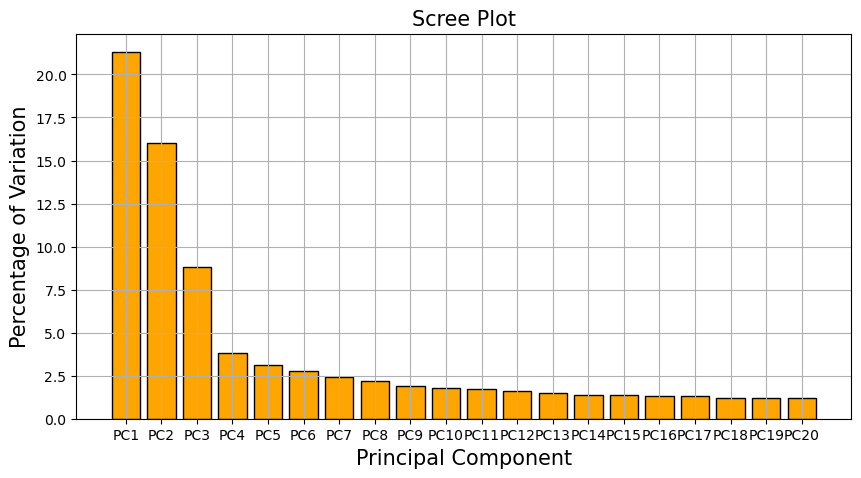 Scree Plot
Percentage of Variation
20.0
17.5
15.0
12.5
10.0
7.5
5.0
2.5
0.0
PC1 PC2 PC3 PC4 PC5 PC6 PC7 PC8 PC9 PC10 PC11 PC12 PC13 PC14 PC15 PC16 PC17 PC18 PC19 PC20
Principal Component